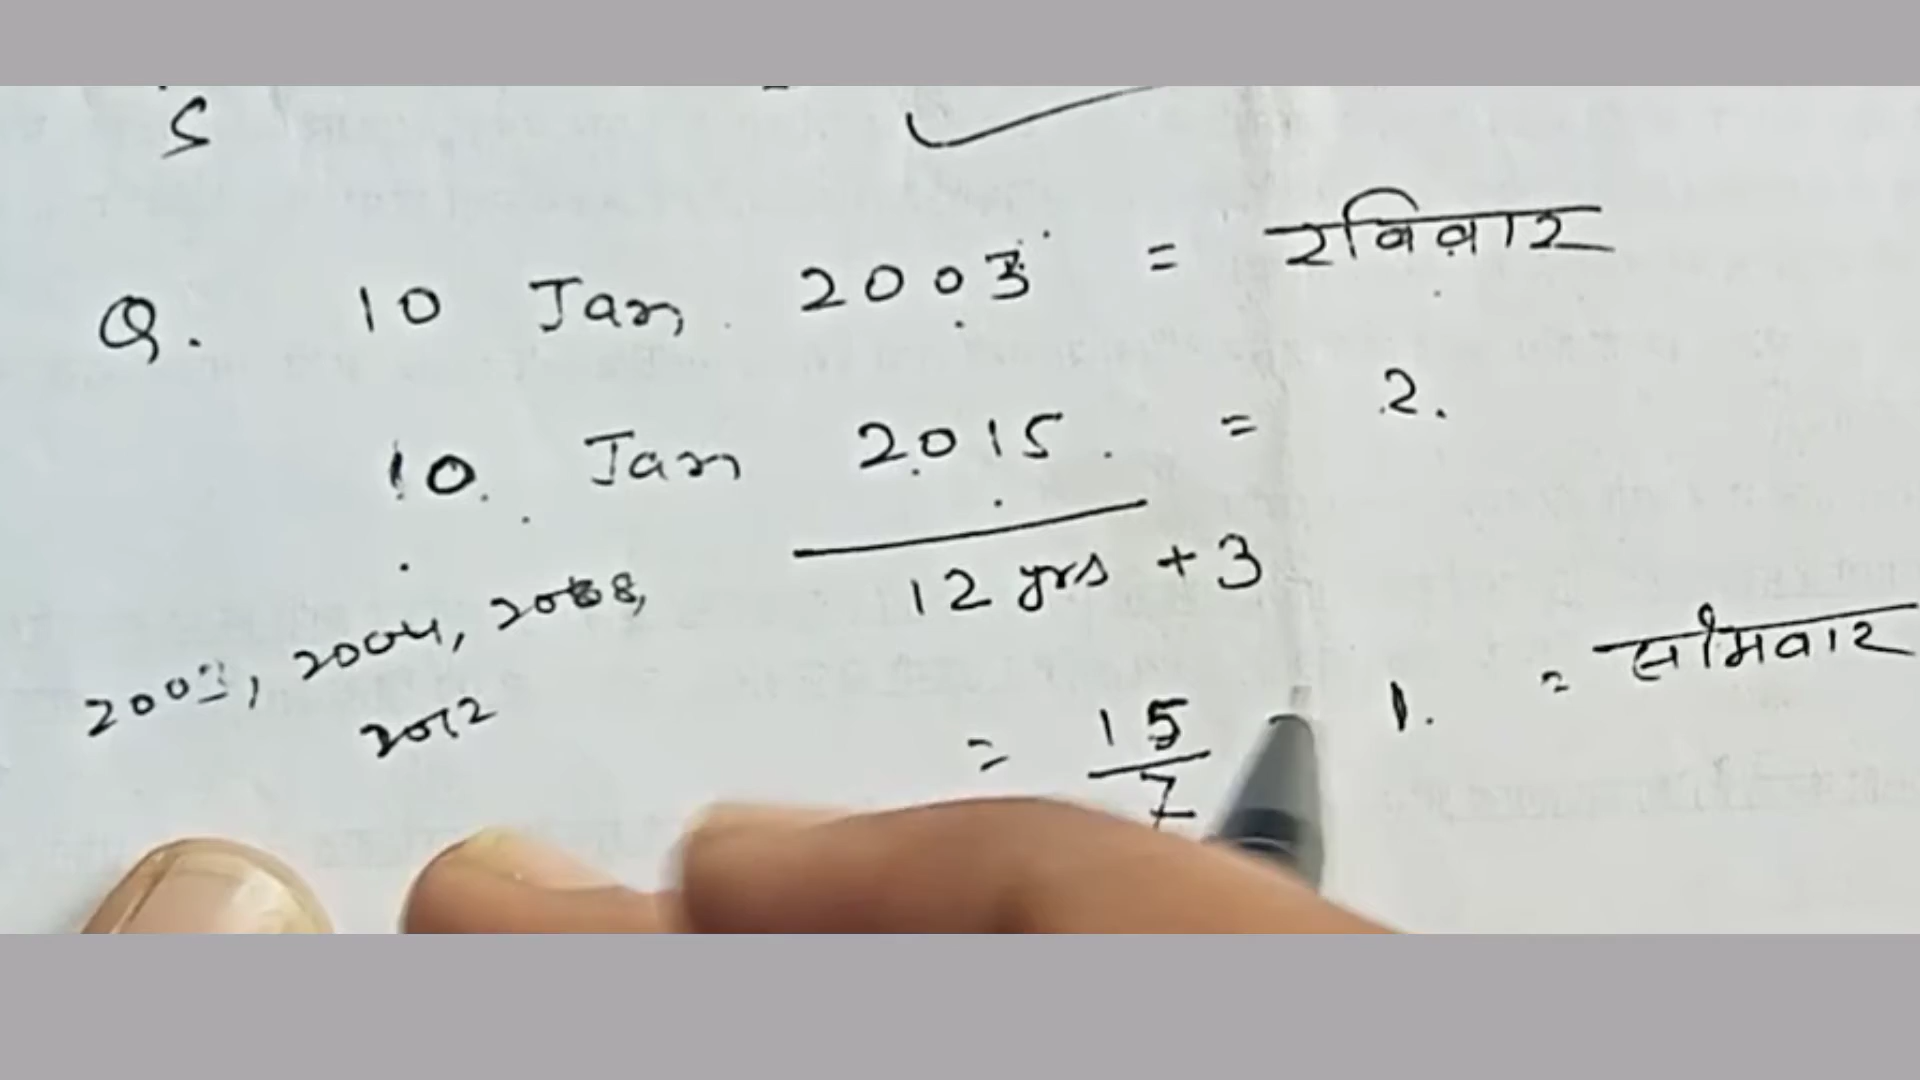 5
Q. 10 Jan 2003 = रविवार
10 Jan 2015 = 2.
12 yrs + 3
2003, 2004, 2008,
2012
= 15/7 1. = सोमवार